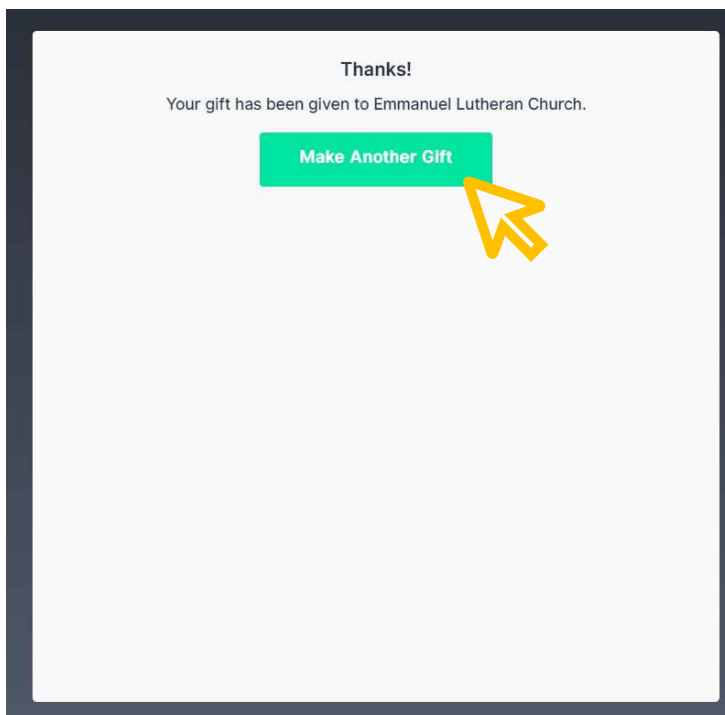 Thanks!
Your gift has been given to Emmanuel Lutheran Church.
Make Another Gift